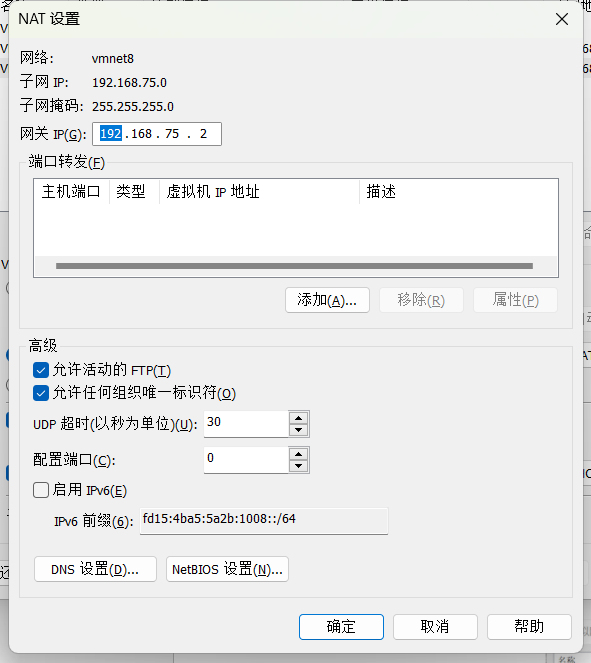 NAT 设置
网络: vmnet8
子网 IP: 192.168.75.0
子网掩码: 255.255.255.0
网关 IP(G): 192 . 168 . 75 . 2
端口转发(F)
主机端口 类型 虚拟机 IP 地址 描述
添加(A)... 移除(R) 属性(P)
高级
允许活动的 FTP(T)
允许任何组织唯一标识符(O)
UDP 超时(以秒为单位)(U): 30
配置端口(C): 0
启用 IPv6(E)
IPv6 前缀(6): fd15:4ba5:5a2b:1008::/64
DNS 设置(D)... NetBIOS 设置(N)...
确定 取消 帮助